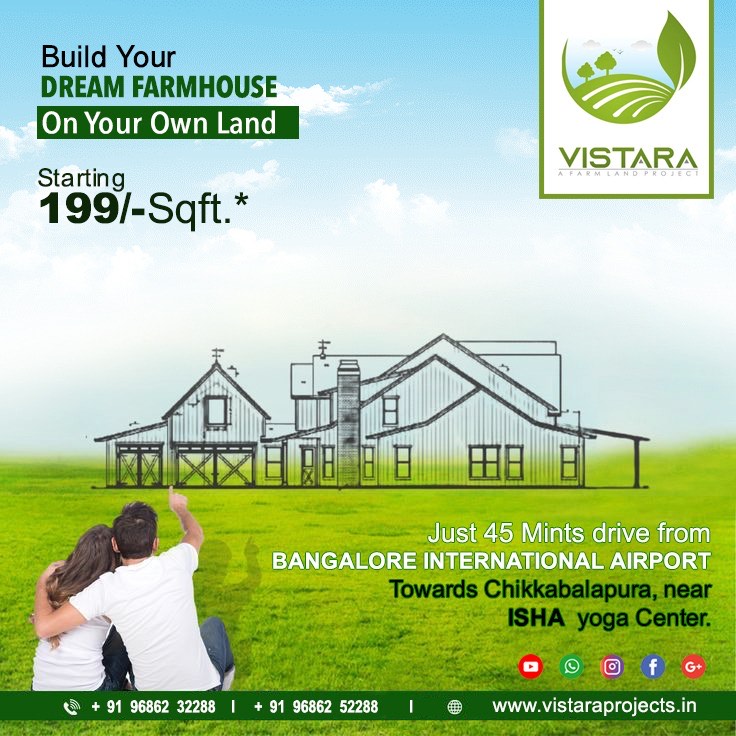 Build Your
DREAM FARMHOUSE
On Your Own Land
Starting
199/-Sqft.*
VISTARA
A FARM LAND PROJECT
Just 45 Mints drive from
BANGALORE INTERNATIONAL AIRPORT
Towards Chikkabalapura, near
ISHA yoga Center.
+ 91 96862 32288 I + 91 96862 52288 I www.vistaraprojects.in